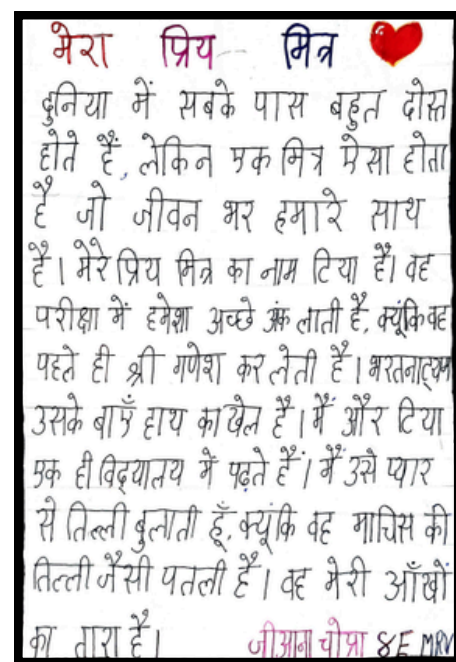 मेरा प्रिय मित्र
दुनिया में सबके पास बहुत दोस्त
होते हैं, लेकिन एक मित्र ऐसा होता
है जो जीवन भर हमारे साथ
है। मेरे प्रिय मित्र का नाम टिया है। वह
परीक्षा में हमेशा अच्छे अंक लाती है, क्यूंकि वह
पहले ही श्री गणेश कर लेती है। भरतनाट्यम
उसके बाएँ हाथ का खेल है। मैं और टिया
एक ही विद्यालय में पढ़ते हैं। मैं उसे प्यार
से तिल्ली बुलाती हूँ, क्यूंकि वह माचिस की
तिल्ली जैसी पतली है। वह मेरी आँखों
का तारा है। जीआना चोप्रा 8E MRV